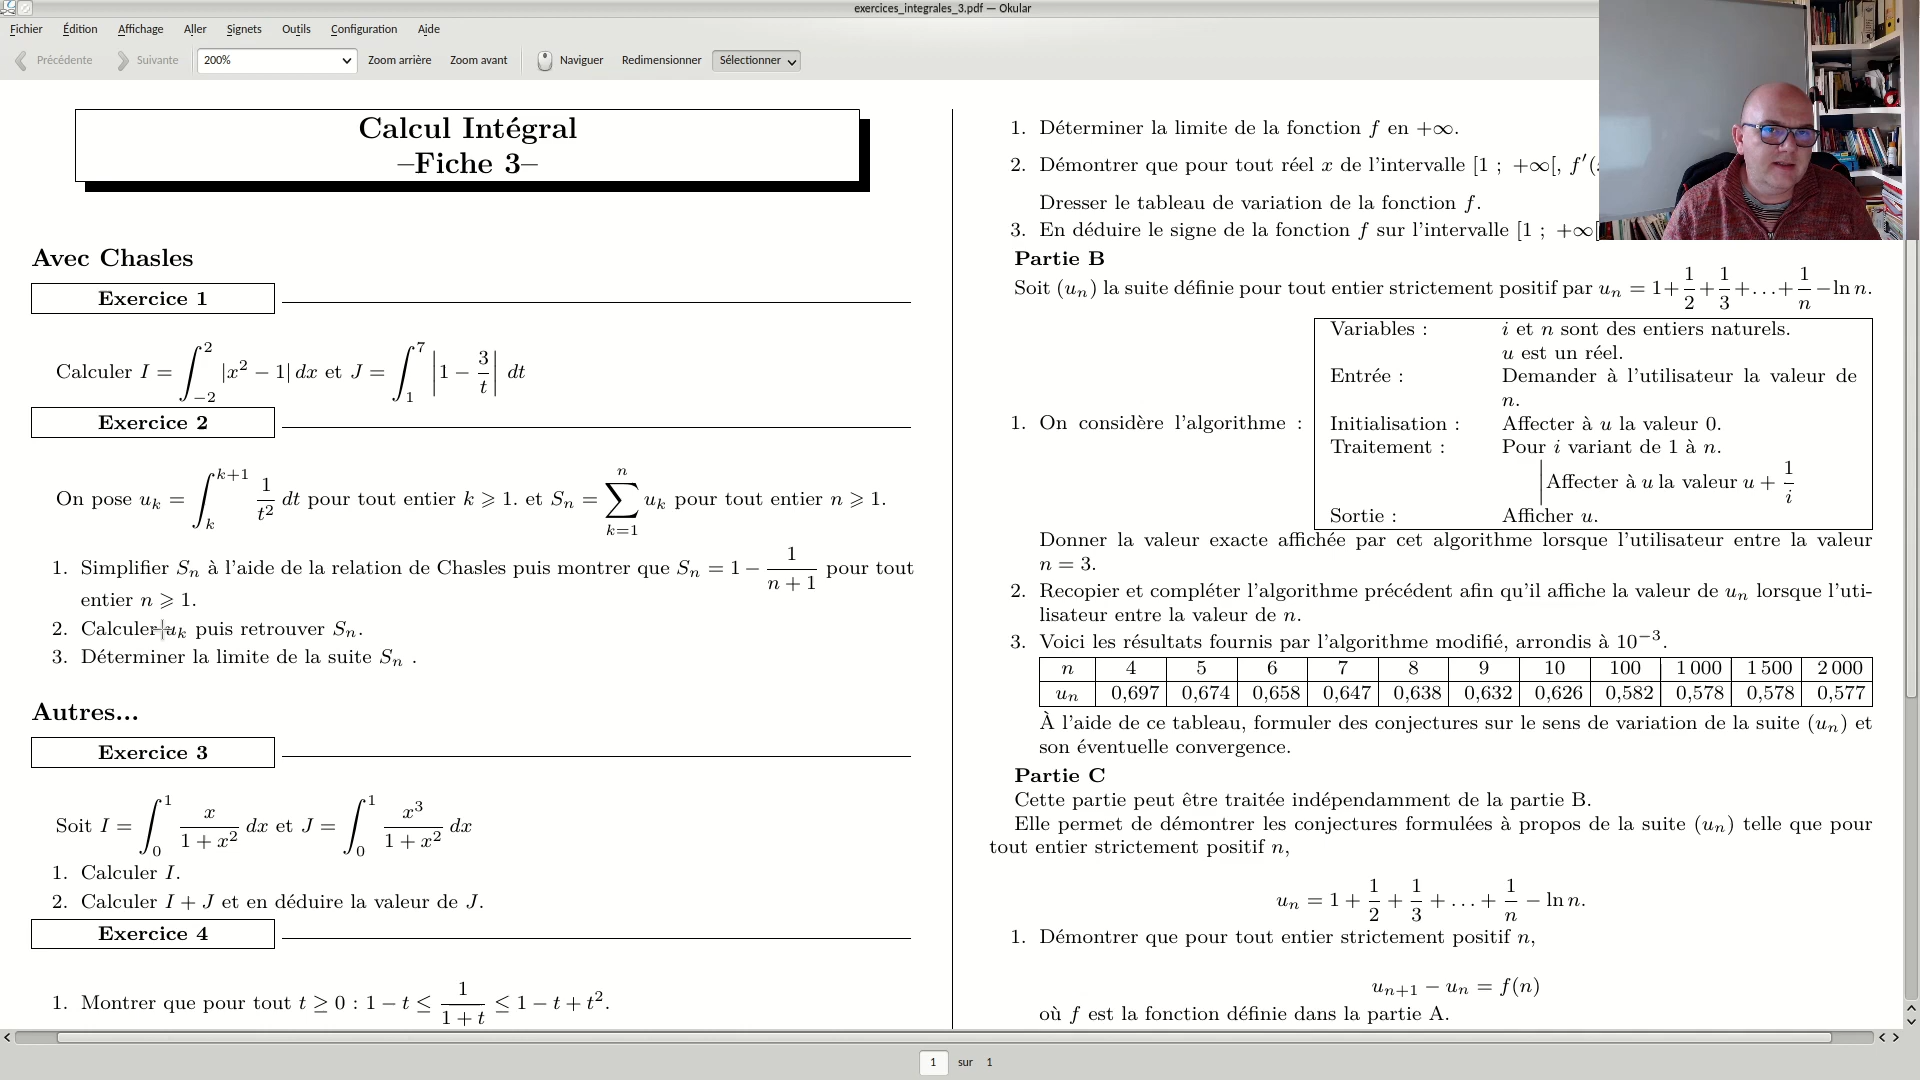 exercices_integrales_3.pdf — Okular
Fichier Édition Affichage Aller Signets Outils Configuration Aide
Précédente Suivante 200% Zoom arrière Zoom avant Naviguer Redimensionner Sélectionner
Calcul Intégral
–Fiche 3–
Avec Chasles
Exercice 1
Calculer I = ∫_{−2}^{2} |x² − 1| dx et J = ∫_{1}^{7} |1 − 3/t| dt
Exercice 2
On pose u_k = ∫_{k}^{k+1} 1/t² dt pour tout entier k ⩾ 1. et S_n = ∑_{k=1}^{n} u_k pour tout entier n ⩾ 1.
1. Simplifier S_n à l'aide de la relation de Chasles puis montrer que S_n = 1 − 1/(n + 1) pour tout
entier n ⩾ 1.
2. Calculer u_k puis retrouver S_n.
3. Déterminer la limite de la suite S_n .
Autres...
Exercice 3
Soit I = ∫_{0}^{1} x/(1 + x²) dx et J = ∫_{0}^{1} x³/(1 + x²) dx
1. Calculer I.
2. Calculer I + J et en déduire la valeur de J.
Exercice 4
1. Montrer que pour tout t ≥ 0 : 1 − t ≤ 1/(1 + t) ≤ 1 − t + t².
1. Déterminer la limite de la fonction f en +∞.
2. Démontrer que pour tout réel x de l'intervalle [1 ; +∞[, f′(
Dresser le tableau de variation de la fonction f.
3. En déduire le signe de la fonction f sur l'intervalle [1 ; +∞[
Partie B
Soit (u_n) la suite définie pour tout entier strictement positif par u_n = 1 + 1/2 + 1/3 + . . . + 1/n − ln n.
1. On considère l'algorithme :
Variables : i et n sont des entiers naturels.
u est un réel.
Entrée : Demander à l'utilisateur la valeur de
n.
Initialisation : Affecter à u la valeur 0.
Traitement : Pour i variant de 1 à n.
Affecter à u la valeur u + 1/i
Sortie : Afficher u.
Donner la valeur exacte affichée par cet algorithme lorsque l'utilisateur entre la valeur
n = 3.
2. Recopier et compléter l'algorithme précédent afin qu'il affiche la valeur de u_n lorsque l'uti-
lisateur entre la valeur de n.
3. Voici les résultats fournis par l'algorithme modifié, arrondis à 10⁻³.
n 4 5 6 7 8 9 10 100 1 000 1 500 2 000
u_n 0,697 0,674 0,658 0,647 0,638 0,632 0,626 0,582 0,578 0,578 0,577
À l'aide de ce tableau, formuler des conjectures sur le sens de variation de la suite (u_n) et
son éventuelle convergence.
Partie C
Cette partie peut être traitée indépendamment de la partie B.
Elle permet de démontrer les conjectures formulées à propos de la suite (u_n) telle que pour
tout entier strictement positif n,
u_n = 1 + 1/2 + 1/3 + . . . + 1/n − ln n.
1. Démontrer que pour tout entier strictement positif n,
u_{n+1} − u_n = f(n)
où f est la fonction définie dans la partie A.
1 sur 1